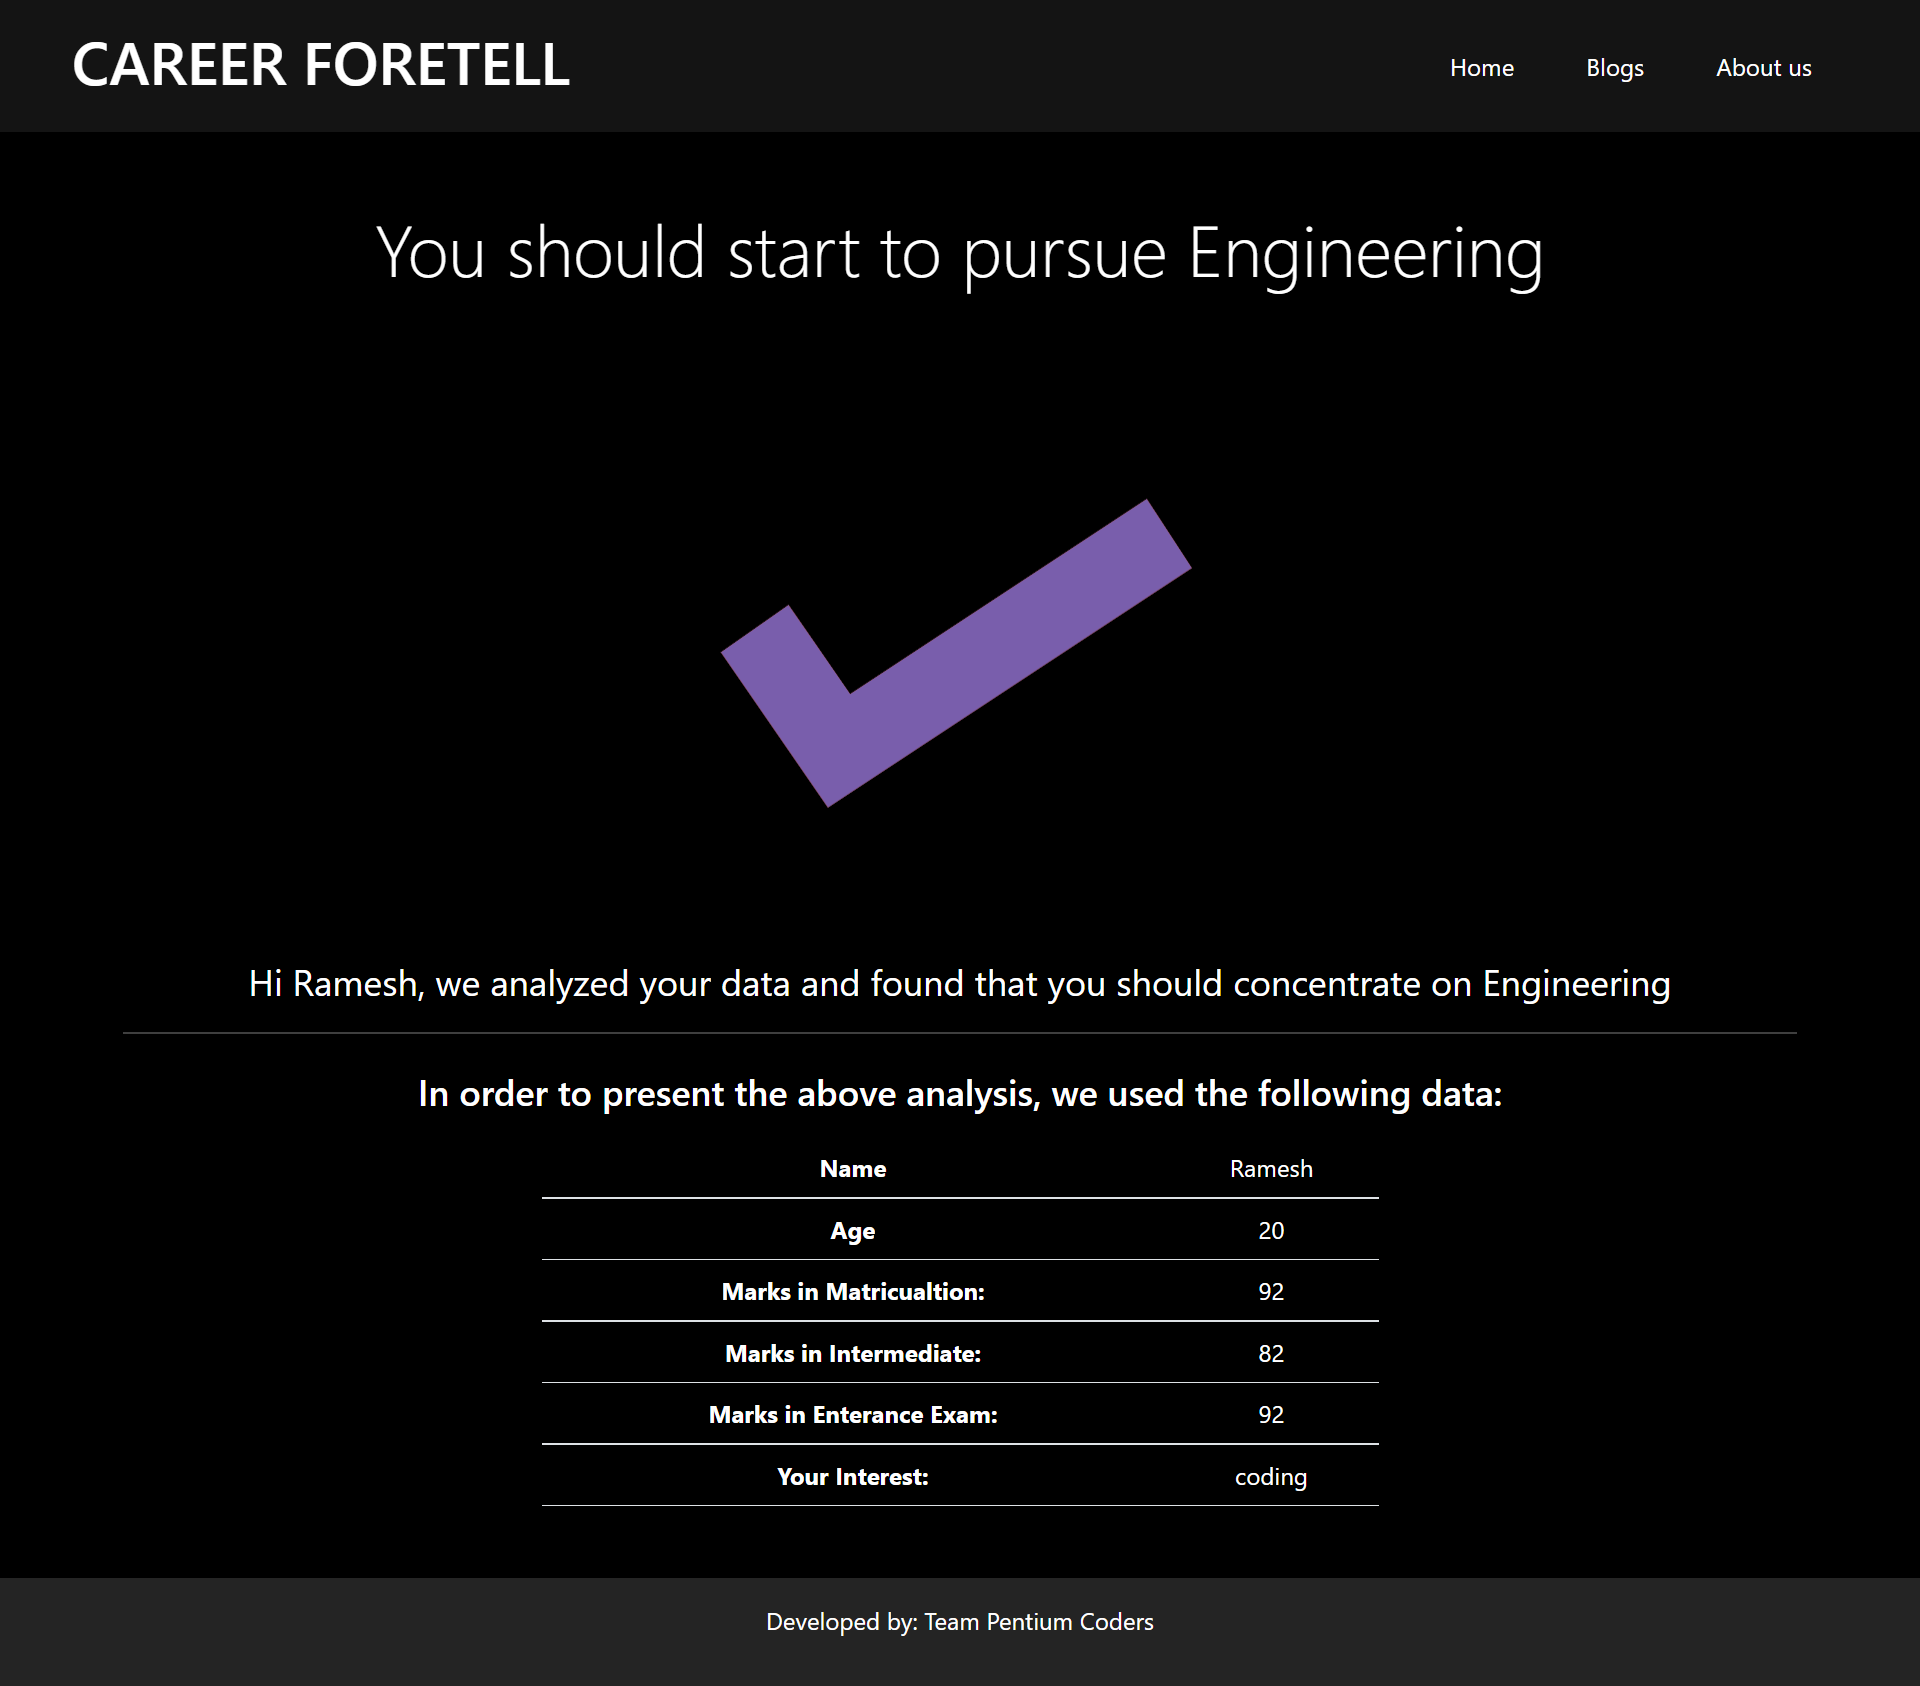 CAREER FORETELL
Home Blogs About us
You should start to pursue Engineering
Hi Ramesh, we analyzed your data and found that you should concentrate on Engineering
In order to present the above analysis, we used the following data:
Name Ramesh
Age 20
Marks in Matricualtion: 92
Marks in Intermediate: 82
Marks in Enterance Exam: 92
Your Interest: coding
Developed by: Team Pentium Coders